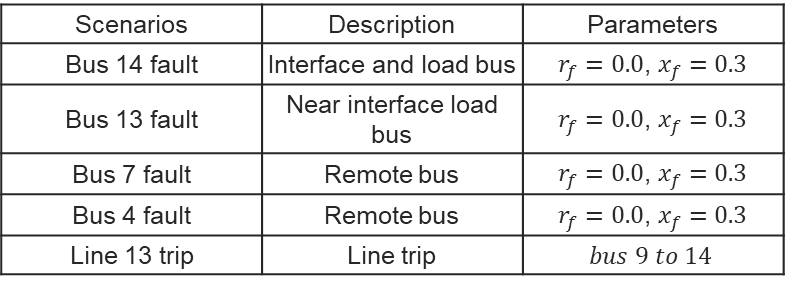 Scenarios Description Parameters
Bus 14 fault Interface and load bus r_f = 0.0, x_f = 0.3
Bus 13 fault Near interface load bus r_f = 0.0, x_f = 0.3
Bus 7 fault Remote bus r_f = 0.0, x_f = 0.3
Bus 4 fault Remote bus r_f = 0.0, x_f = 0.3
Line 13 trip Line trip bus 9 to 14